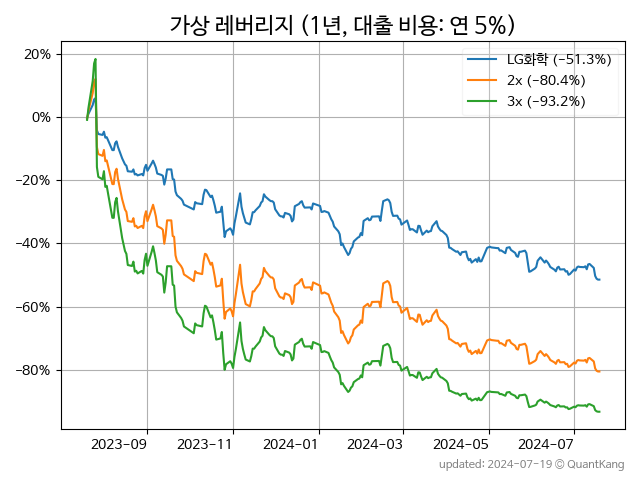 가상 레버리지 (1년, 대출 비용: 연 5%)
LG화학 (−51.3%)
2x (−80.4%)
3x (−93.2%)
20%
0%
−20%
−40%
−60%
−80%
2023-09 2023-11 2024-01 2024-03 2024-05 2024-07
updated: 2024-07-19 © QuantKang